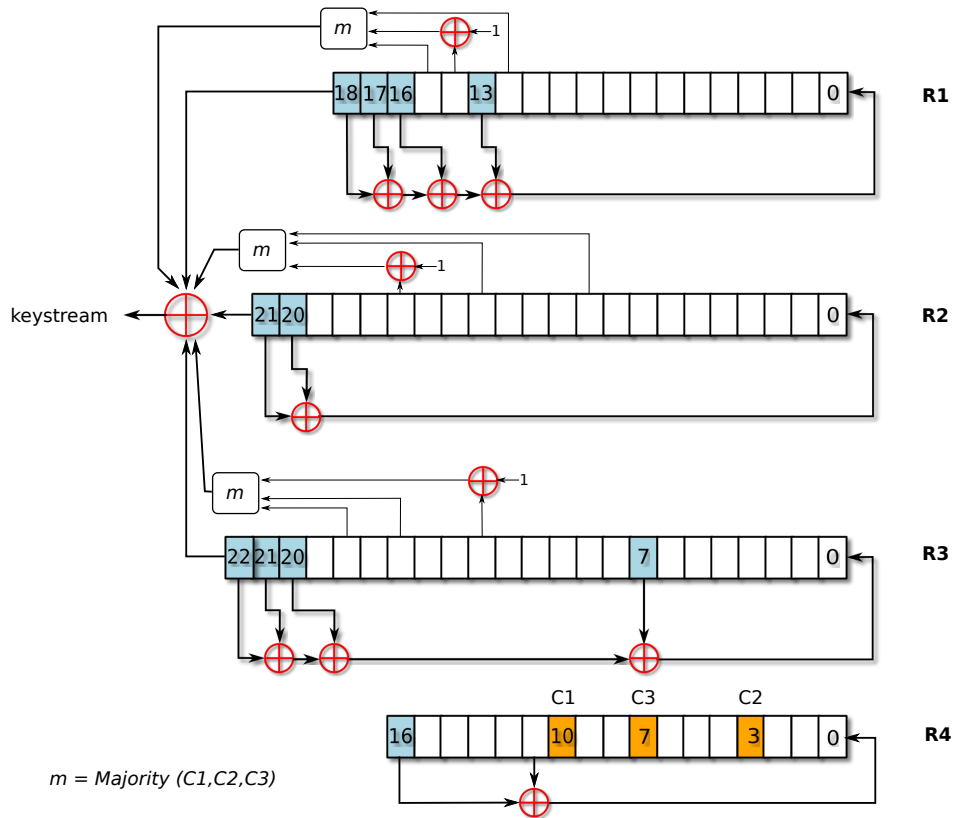 m
1
18 17 16 13 0 R1
m
1
keystream
21 20 0 R2
1
m
22 21 20 7 0 R3
C1 C3 C2
16 10 7 3 0 R4
m = Majority (C1,C2,C3)